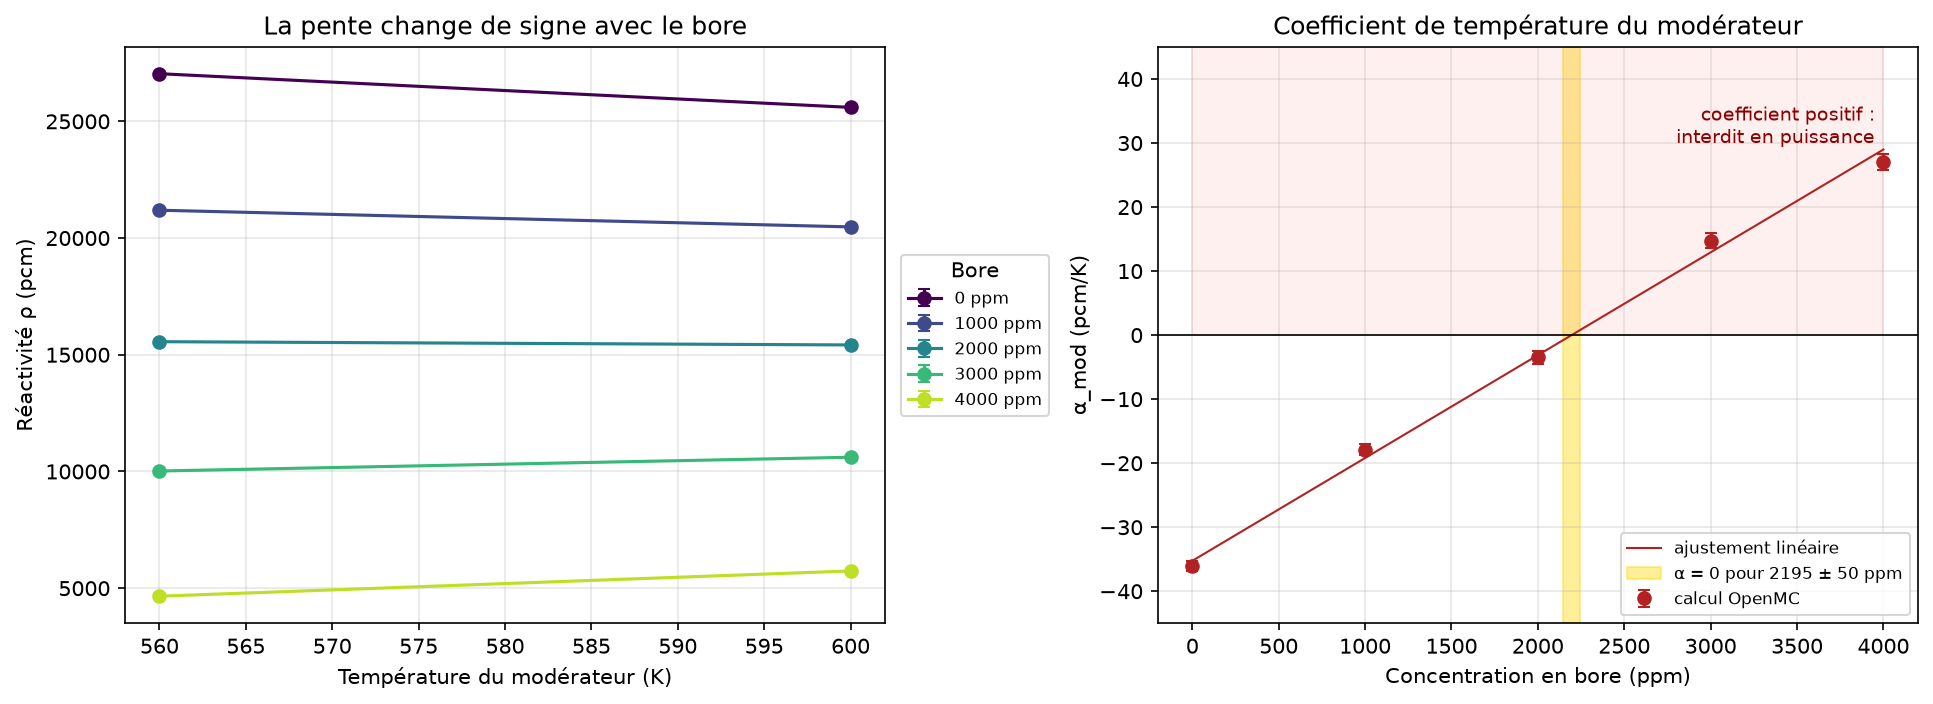 La pente change de signe avec le bore
Réactivité ρ (pcm)
25000
20000
15000
10000
5000
560
565
570
575
580
585
590
595
600
Température du modérateur (K)
Bore
0 ppm
1000 ppm
2000 ppm
3000 ppm
4000 ppm
Coefficient de température du modérateur
α_mod (pcm/K)
40
30
20
10
0
−10
−20
−30
−40
coefficient positif :
interdit en puissance
ajustement linéaire
α = 0 pour 2195 ± 50 ppm
calcul OpenMC
0
500
1000
1500
2000
2500
3000
3500
4000
Concentration en bore (ppm)